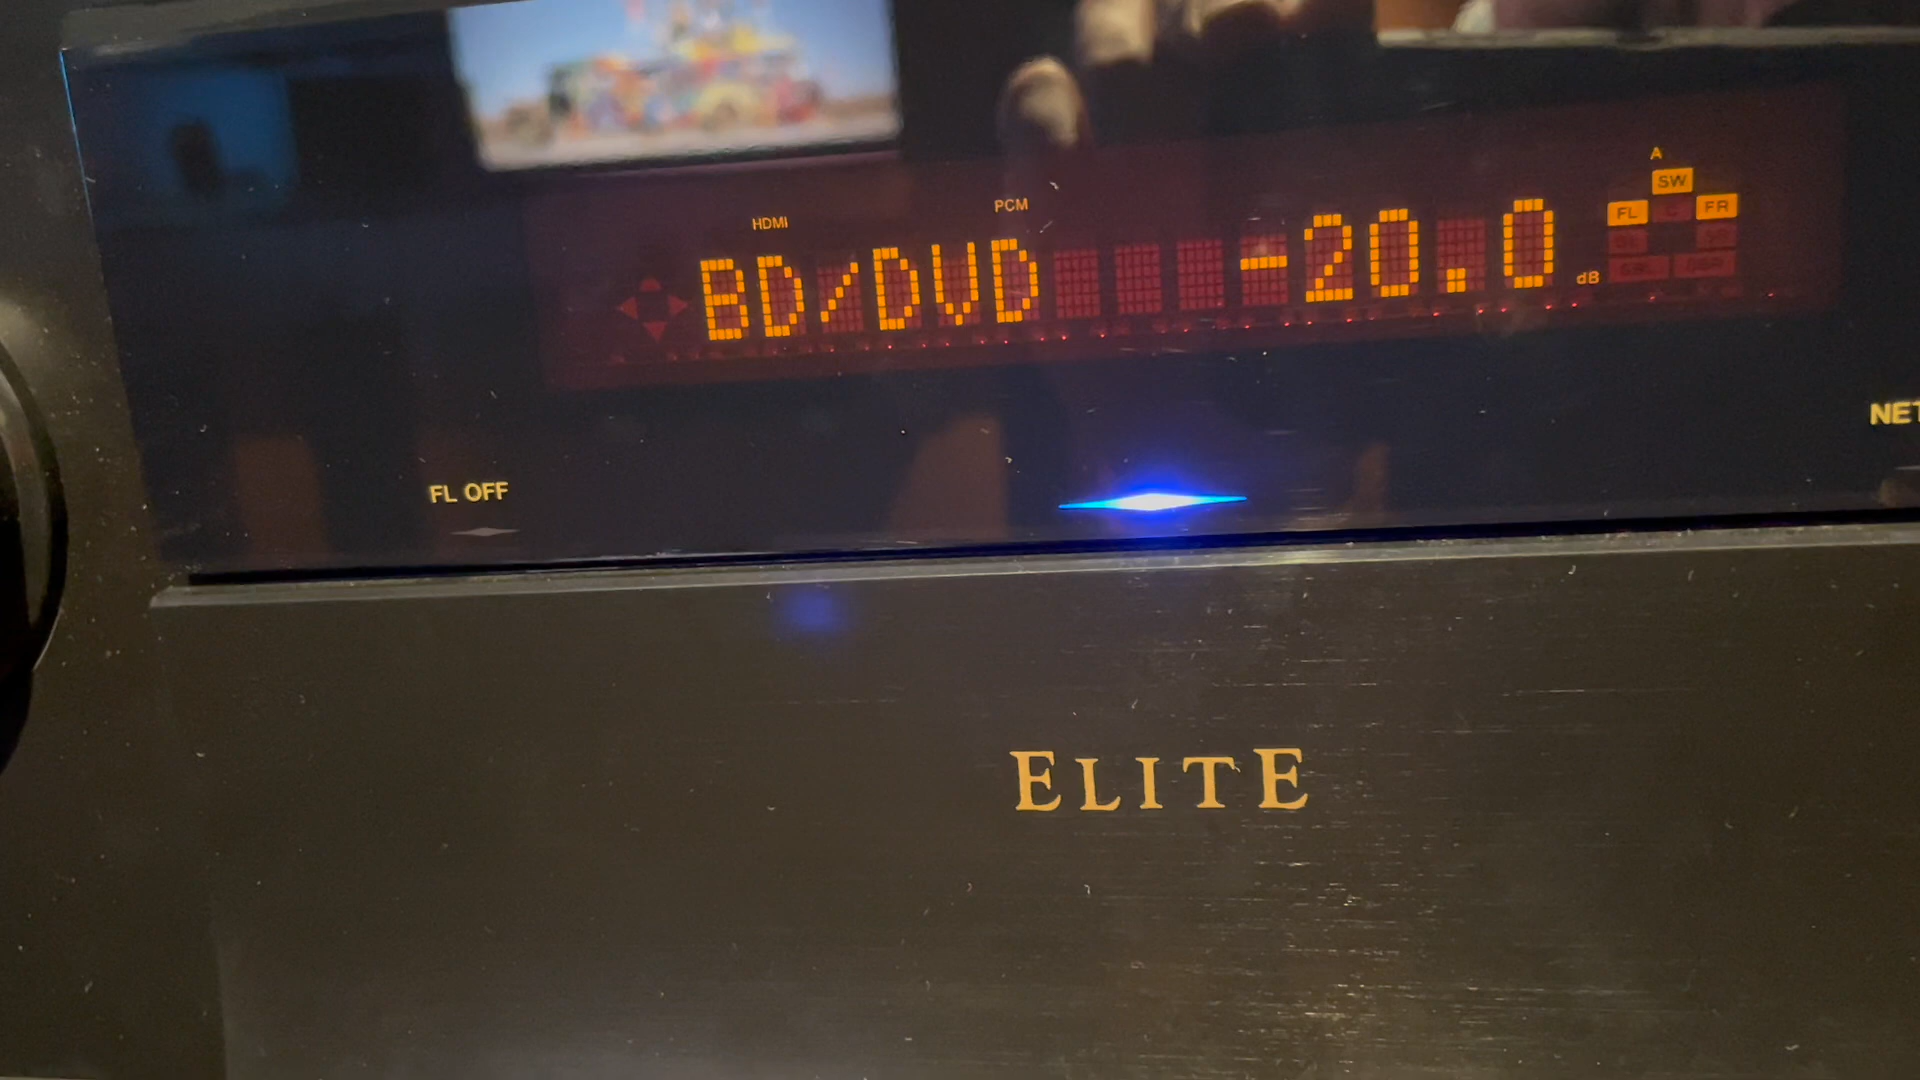 A
SW
HDMI PCM
FL FR
BD/DVD -20.0 dB
NET
FL OFF
ELITE